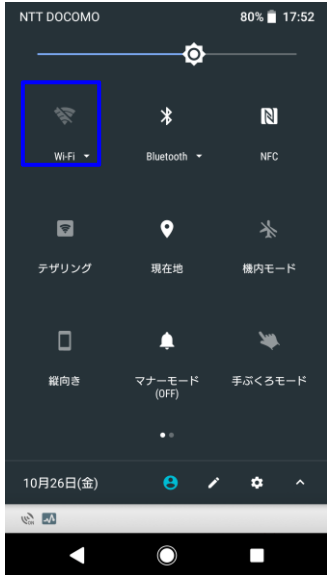 NTT DOCOMO 80% 17:52
Wi-Fi Bluetooth NFC
テザリング 現在地 機内モード
縦向き マナーモード 手ぶくろモード
(OFF)
10月26日(金)
ON